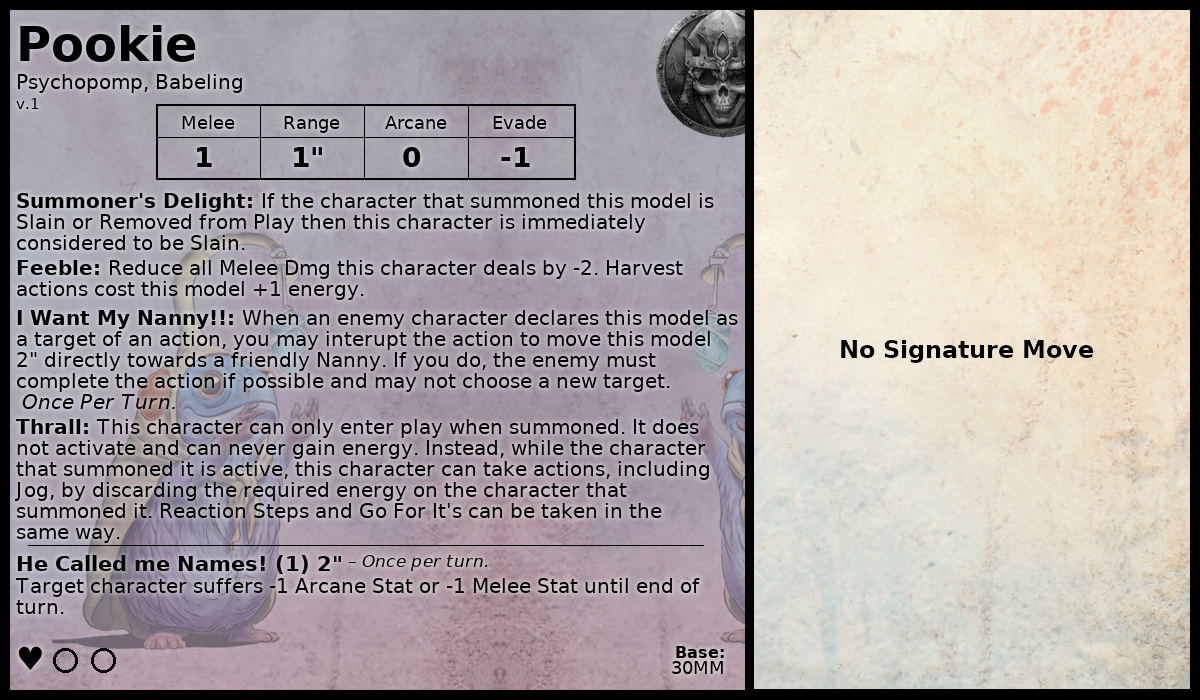 Pookie
Psychopomp, Babeling
v.1
Melee Range Arcane Evade
1 1" 0 -1
Summoner's Delight: If the character that summoned this model is
Slain or Removed from Play then this character is immediately
considered to be Slain.
Feeble: Reduce all Melee Dmg this character deals by -2. Harvest
actions cost this model +1 energy.
I Want My Nanny!!: When an enemy character declares this model as
a target of an action, you may interupt the action to move this model
2" directly towards a friendly Nanny. If you do, the enemy must
complete the action if possible and may not choose a new target.
Once Per Turn.
Thrall: This character can only enter play when summoned. It does
not activate and can never gain energy. Instead, while the character
that summoned it is active, this character can take actions, including
Jog, by discarding the required energy on the character that
summoned it. Reaction Steps and Go For It's can be taken in the
same way.
He Called me Names! (1) 2" – Once per turn.
Target character suffers -1 Arcane Stat or -1 Melee Stat until end of
turn.
Base:
30MM
No Signature Move